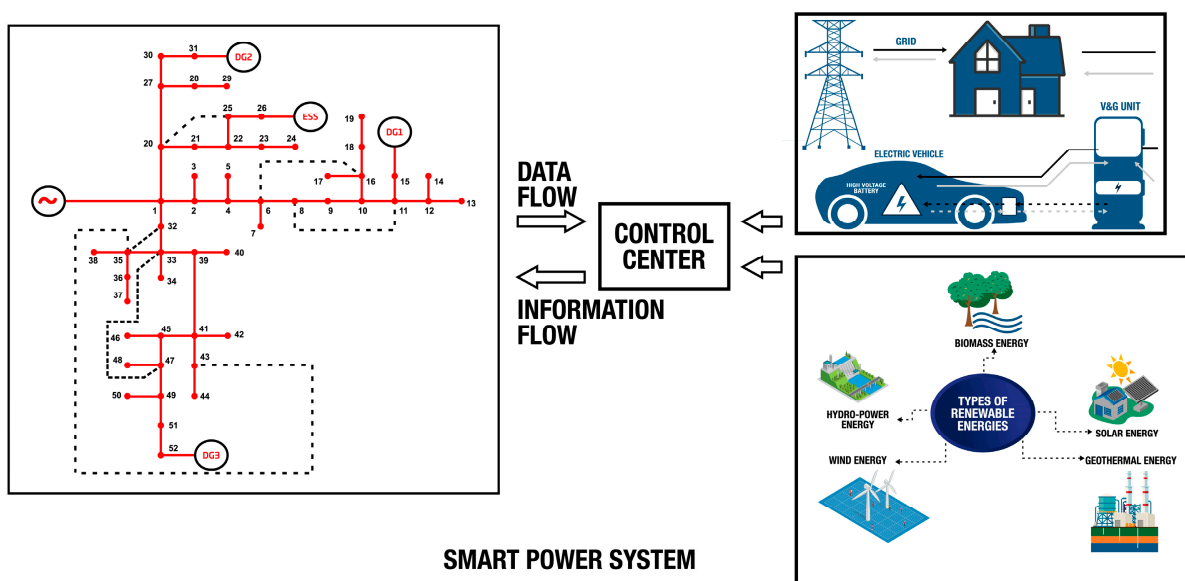 30
31
DG2
27
28
29
25
26
ESS
19
DG1
20
21
22
23
24
18
3
5
17
16
15
14
1
2
4
6
8
9
10
11
12
13
7
32
38
35
33
39
40
36
34
37
46
45
41
42
48
47
43
50
49
44
51
52
DG3
DATA
FLOW
CONTROL
CENTER
INFORMATION
FLOW
GRID
V&G UNIT
ELECTRIC VEHICLE
HIGH VOLTAGE
BATTERY
BIOMASS ENERGY
HYDRO-POWER
ENERGY
TYPES OF
RENEWABLE
ENERGIES
SOLAR ENERGY
WIND ENERGY
GEOTHERMAL ENERGY
SMART POWER SYSTEM